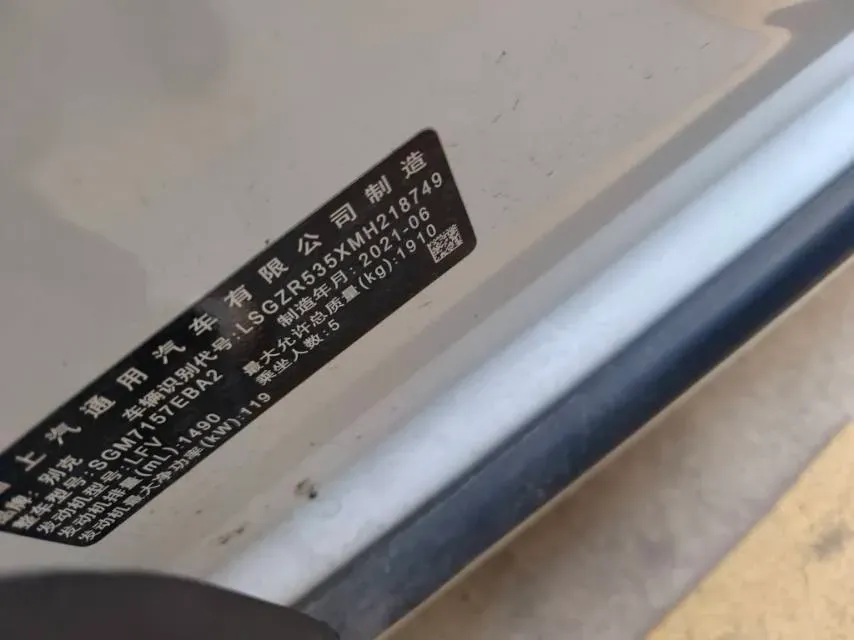 上汽通用汽车有限公司制造
品牌:别克 车辆识别代号:LSGZR535XMH218749
整车型号:SGM7157EBA2 制造年月:2021-06
发动机型号:LFV 最大允许总质量(kg):1910
发动机排量(mL):1490 乘坐人数:5
发动机最大净功率(kW):119